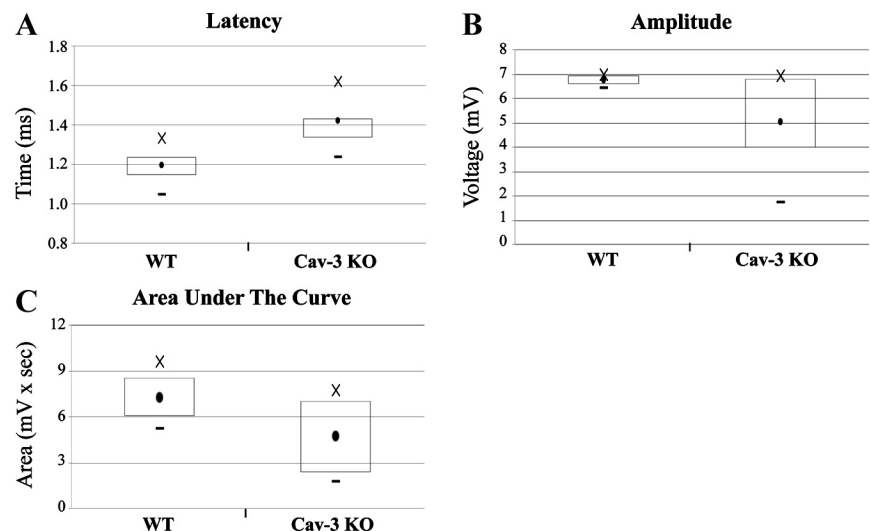 A
Latency
1.8
1.6
1.4
1.2
1.0
0.8
Time (ms)
WT
Cav-3 KO
B
Amplitude
8
7
6
5
4
3
2
1
0
Voltage (mV)
WT
Cav-3 KO
C
Area Under The Curve
12
9
6
3
0
Area (mV x sec)
WT
Cav-3 KO